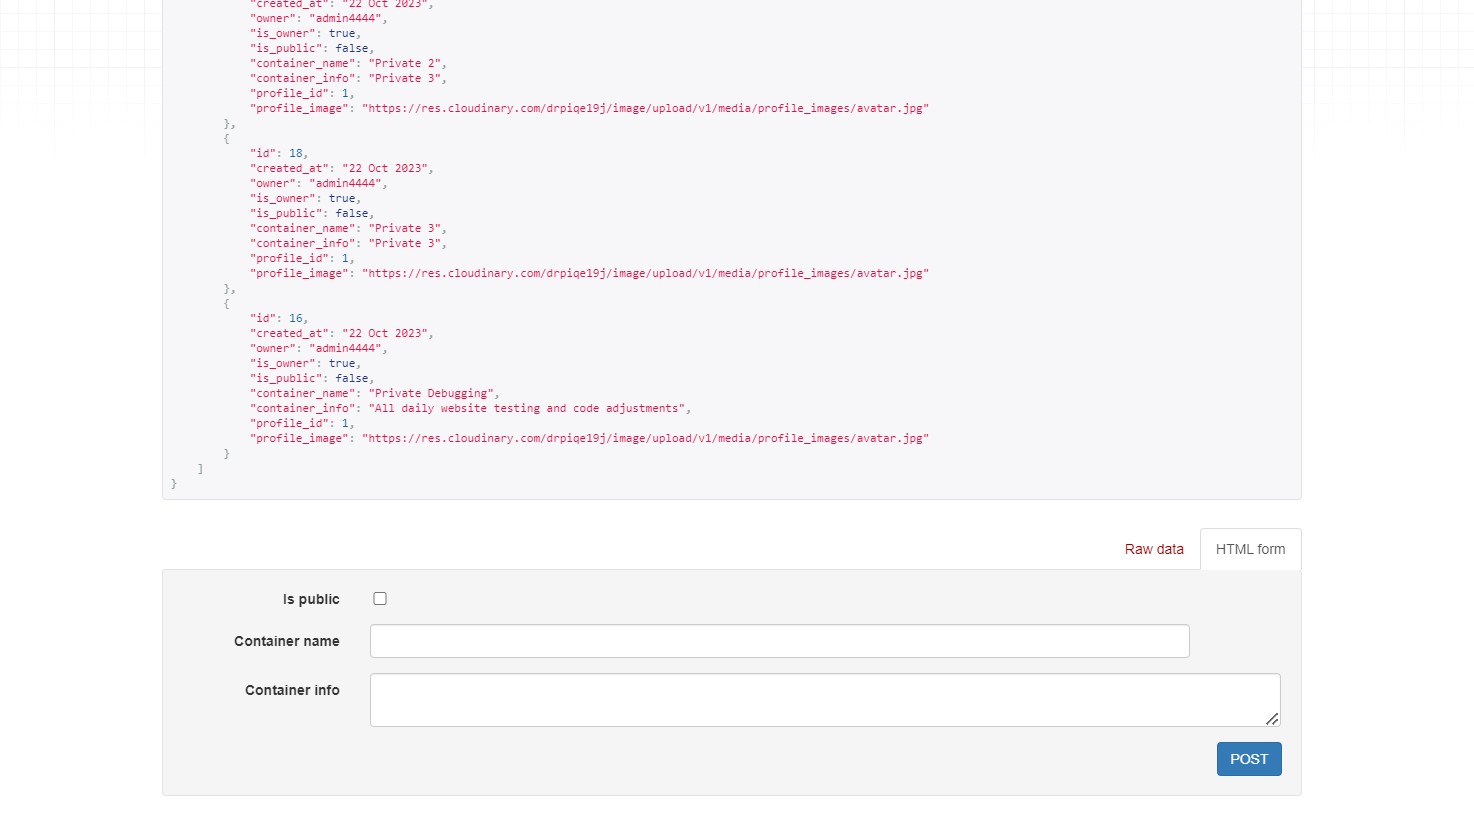 "created_at": "22 Oct 2023",
"owner": "admin4444",
"is_owner": true,
"is_public": false,
"container_name": "Private 2",
"container_info": "Private 3",
"profile_id": 1,
"profile_image": "https://res.cloudinary.com/drpiqe19j/image/upload/v1/media/profile_images/avatar.jpg"
},
{
"id": 18,
"created_at": "22 Oct 2023",
"owner": "admin4444",
"is_owner": true,
"is_public": false,
"container_name": "Private 3",
"container_info": "Private 3",
"profile_id": 1,
"profile_image": "https://res.cloudinary.com/drpiqe19j/image/upload/v1/media/profile_images/avatar.jpg"
},
{
"id": 16,
"created_at": "22 Oct 2023",
"owner": "admin4444",
"is_owner": true,
"is_public": false,
"container_name": "Private Debugging",
"container_info": "All daily website testing and code adjustments",
"profile_id": 1,
"profile_image": "https://res.cloudinary.com/drpiqe19j/image/upload/v1/media/profile_images/avatar.jpg"
}
]
}
Raw data HTML form
Is public
Container name
Container info
POST